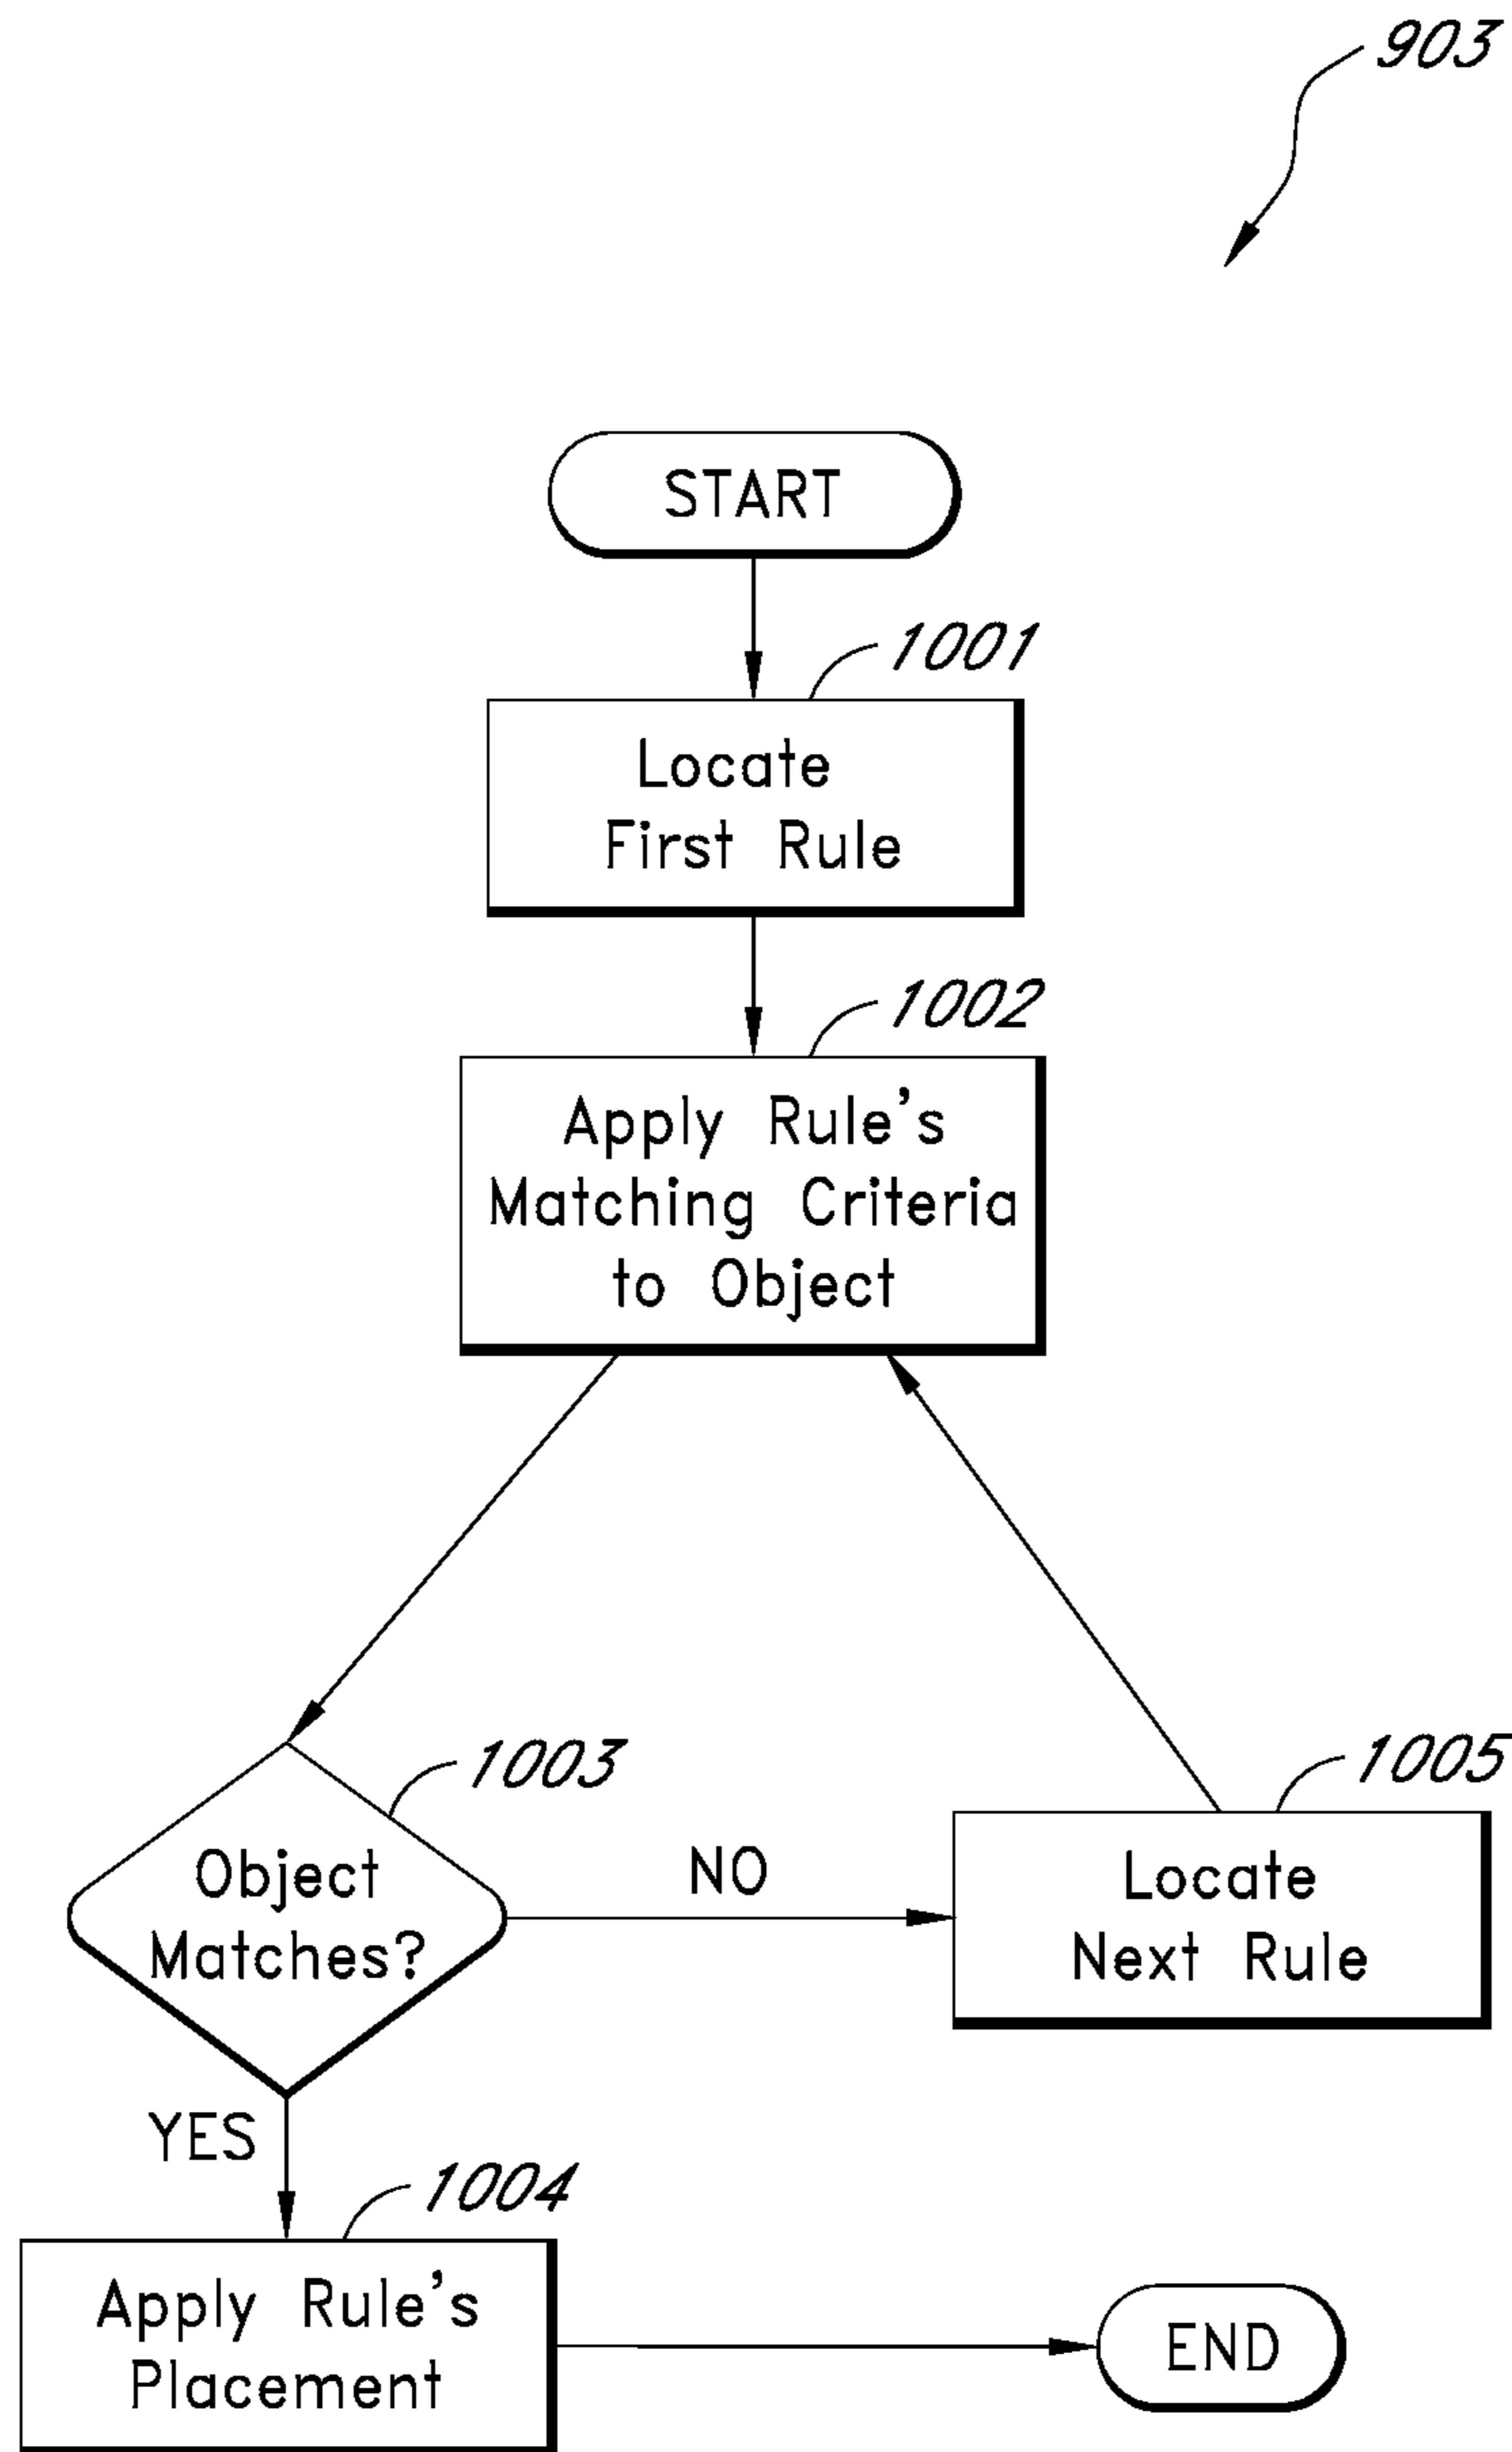 903
START
1001
Locate
First Rule
1002
Apply Rule's
Matching Criteria
to Object
1003
Object
Matches?
NO
1005
Locate
Next Rule
YES
1004
Apply Rule's
Placement
END